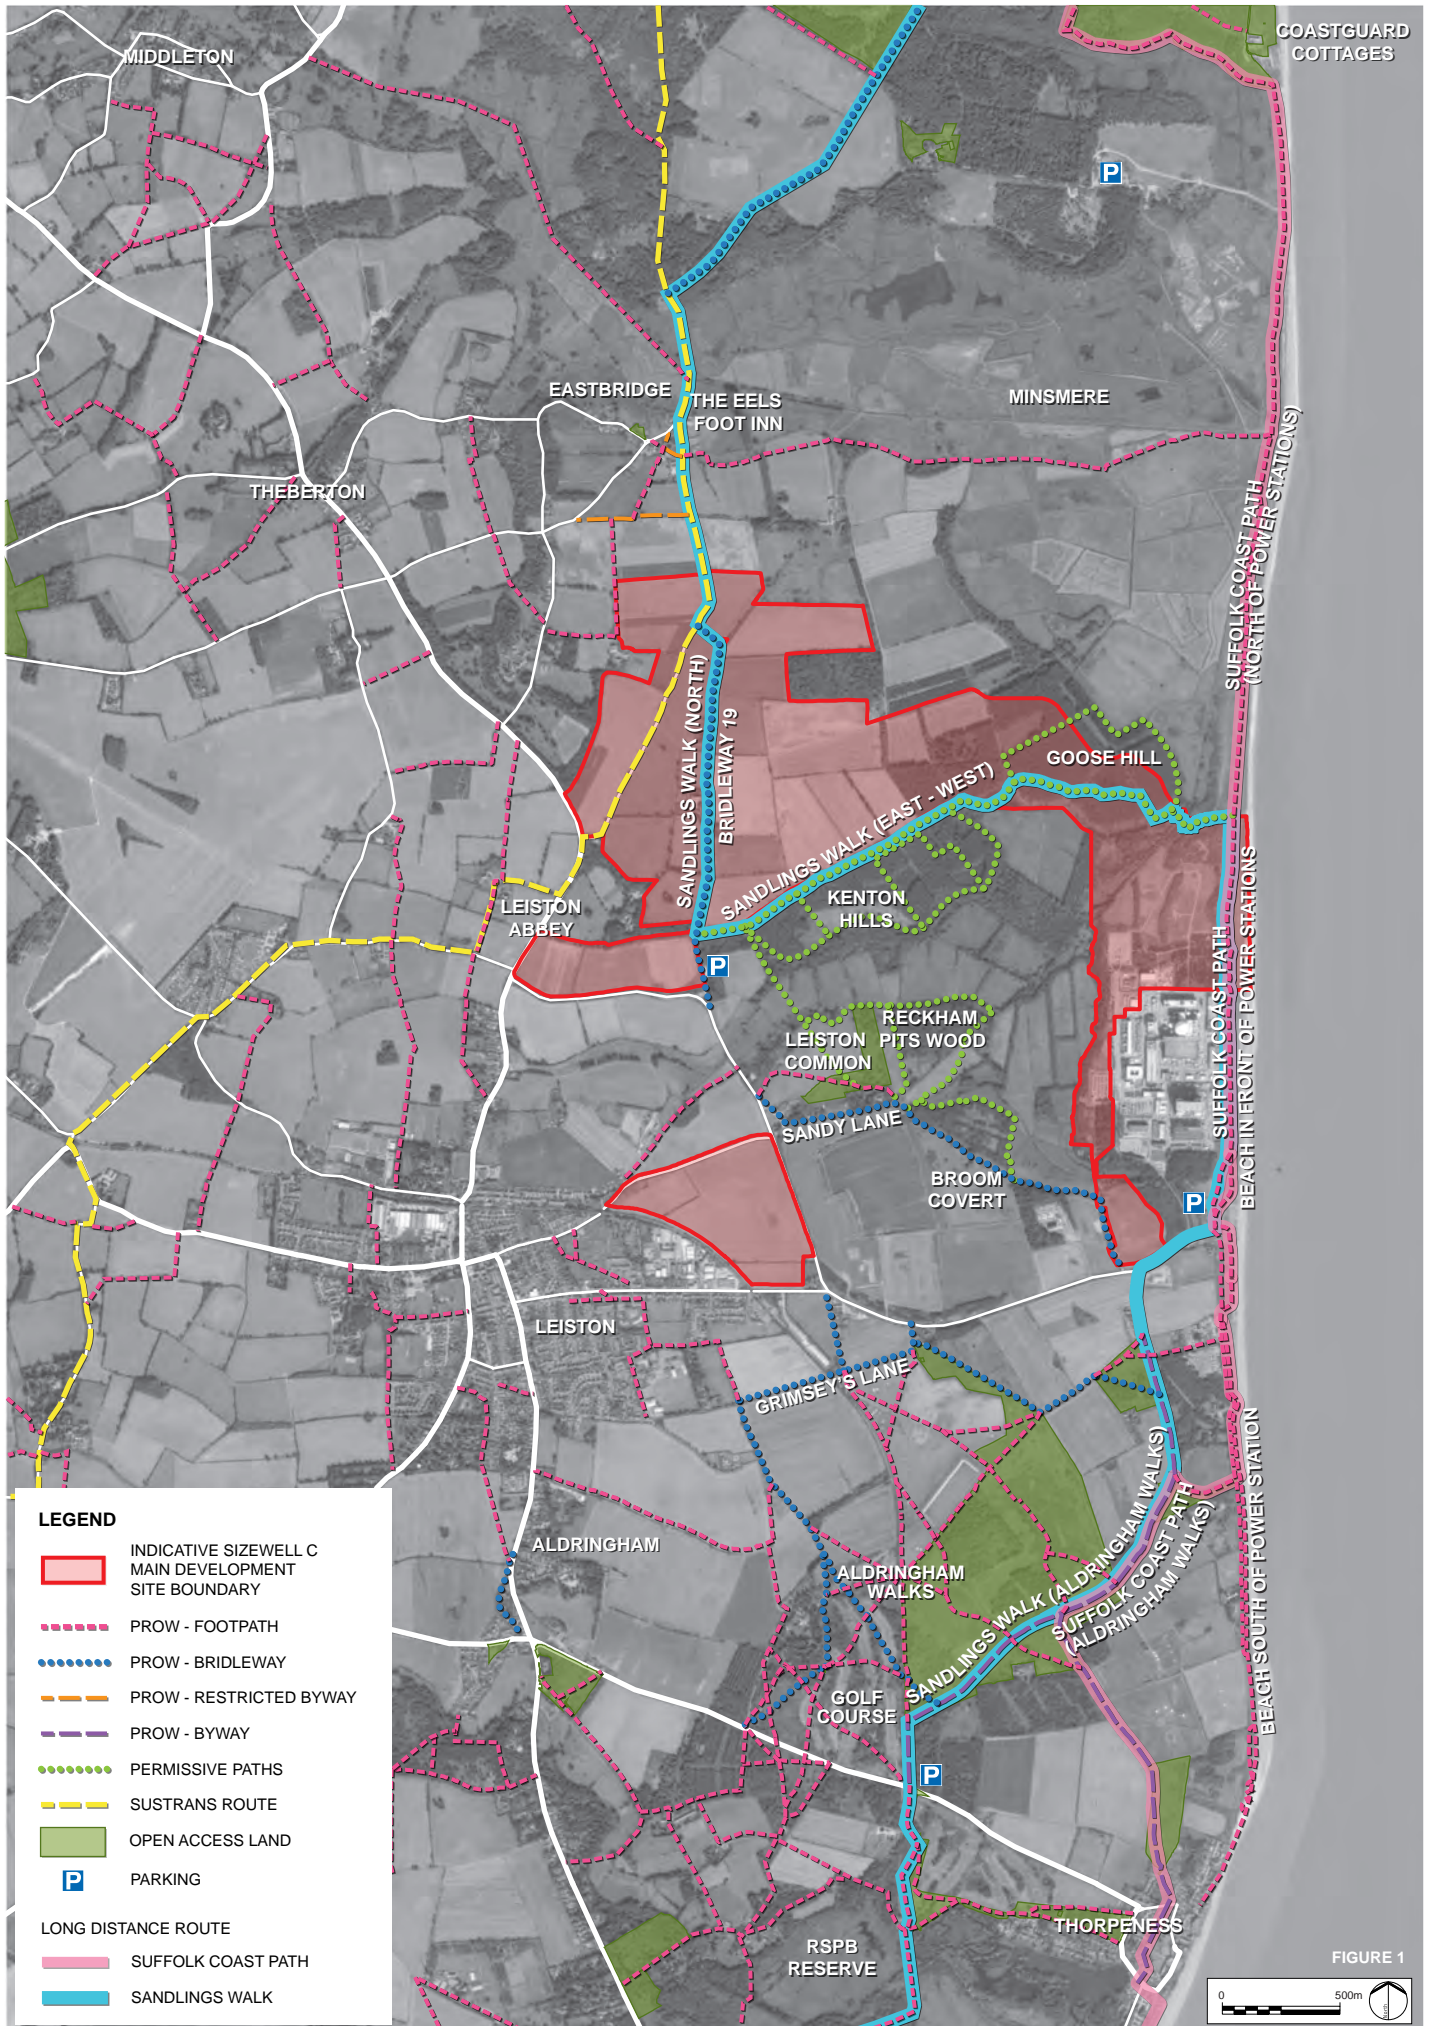 COASTGUARD
COTTAGES
MIDDLETON
P
EASTBRIDGE
THE EELS
FOOT INN
MINSMERE
THEBERTON
SUFFOLK COAST PATH
(NORTH OF POWER STATIONS)
SANDLINGS WALK (NORTH)
BRIDLEWAY 19
GOOSE HILL
SANDLINGS WALK (EAST - WEST)
KENTON
HILLS
LEISTON
ABBEY
P
SUFFOLK COAST PATH
BEACH IN FRONT OF POWER STATIONS
RECKHAM
PITS WOOD
LEISTON
COMMON
SANDY LANE
BROOM
COVERT
P
LEISTON
GRIMSEY'S LANE
BEACH SOUTH OF POWER STATION
ALDRINGHAM
ALDRINGHAM
WALKS
SANDLINGS WALK (ALDRINGHAM WALKS)
SUFFOLK COAST PATH
(ALDRINGHAM WALKS)
GOLF
COURSE
P
THORPENESS
RSPB
RESERVE
LEGEND
INDICATIVE SIZEWELL C
MAIN DEVELOPMENT
SITE BOUNDARY
PROW - FOOTPATH
PROW - BRIDLEWAY
PROW - RESTRICTED BYWAY
PROW - BYWAY
PERMISSIVE PATHS
SUSTRANS ROUTE
OPEN ACCESS LAND
P PARKING
LONG DISTANCE ROUTE
SUFFOLK COAST PATH
SANDLINGS WALK
FIGURE 1
0 500m
North